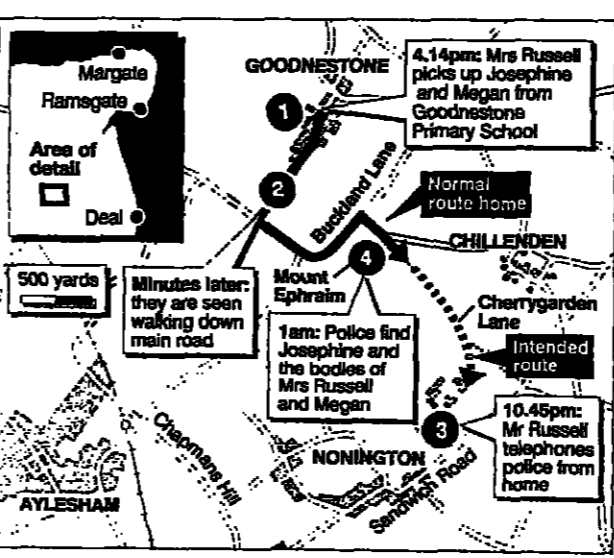 Margate
Ramsgate
Area of
detail
Deal
500 yards
GOODNESTONE
1
4.14pm: Mrs Russell
picks up Josephine
and Megan from
Goodnestone
Primary School
2
Buckland Lane
Normal
route home
CHILLENDEN
Minutes later:
they are seen
walking down
main road
Mount
Ephraim
4
1am: Police find
Josephine and
the bodies of
Mrs Russell
and Megan
Cherrygarden
Lane
Intended
route
3
10.45pm:
Mr Russell
telephones
police from
home
Chapmans Hill
NONINGTON
Sandwich Road
AYLESHAM